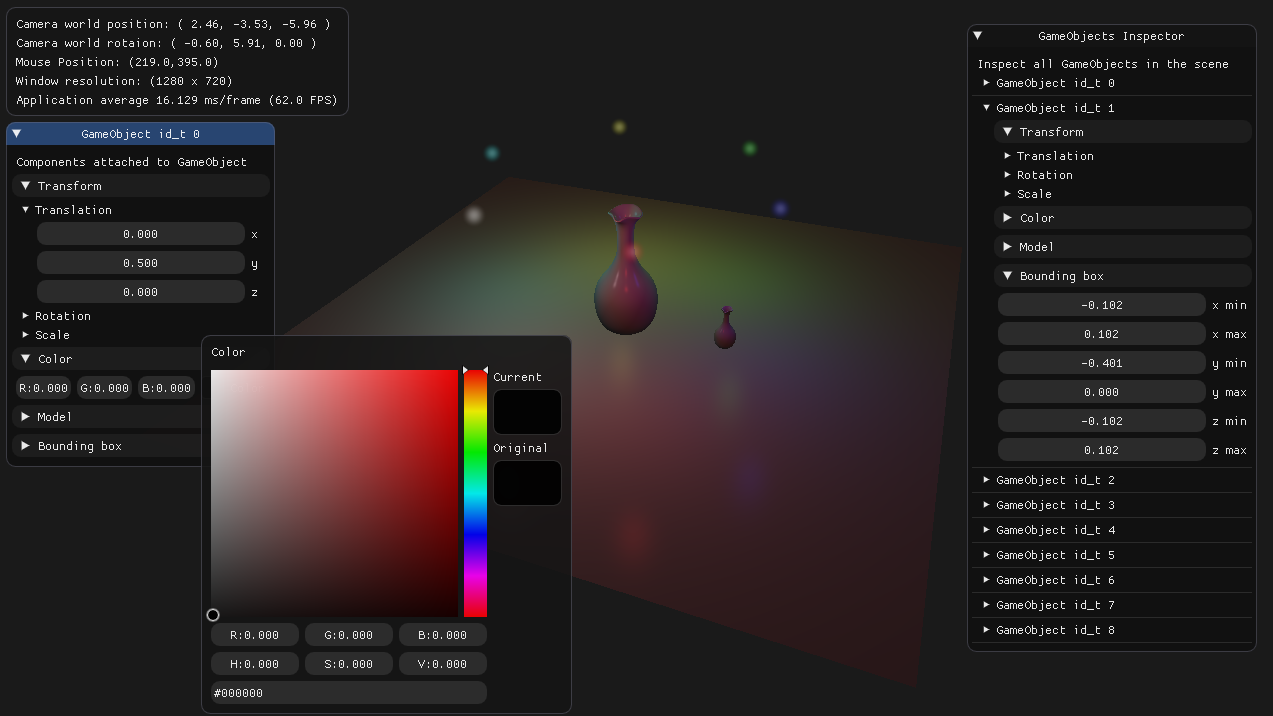 Camera world position: ( 2.46, -3.53, -5.96 )
Camera world rotaion: ( -0.60, 5.91, 0.00 )
Mouse Position: (219.0,395.0)
Window resolution: (1280 x 720)
Application average 16.129 ms/frame (62.0 FPS)
GameObject id_t 0
Components attached to GameObject
Transform
Translation
0.000 x
0.500 y
0.000 z
Rotation
Scale
Color
R:0.000 G:0.000 B:0.000
Model
Bounding box
Color
Current
Original
R:0.000 G:0.000 B:0.000
H:0.000 S:0.000 V:0.000
#000000
GameObjects Inspector
Inspect all GameObjects in the scene
GameObject id_t 0
GameObject id_t 1
Transform
Translation
Rotation
Scale
Color
Model
Bounding box
-0.102 x min
0.102 x max
-0.401 y min
0.000 y max
-0.102 z min
0.102 z max
GameObject id_t 2
GameObject id_t 3
GameObject id_t 4
GameObject id_t 5
GameObject id_t 6
GameObject id_t 7
GameObject id_t 8